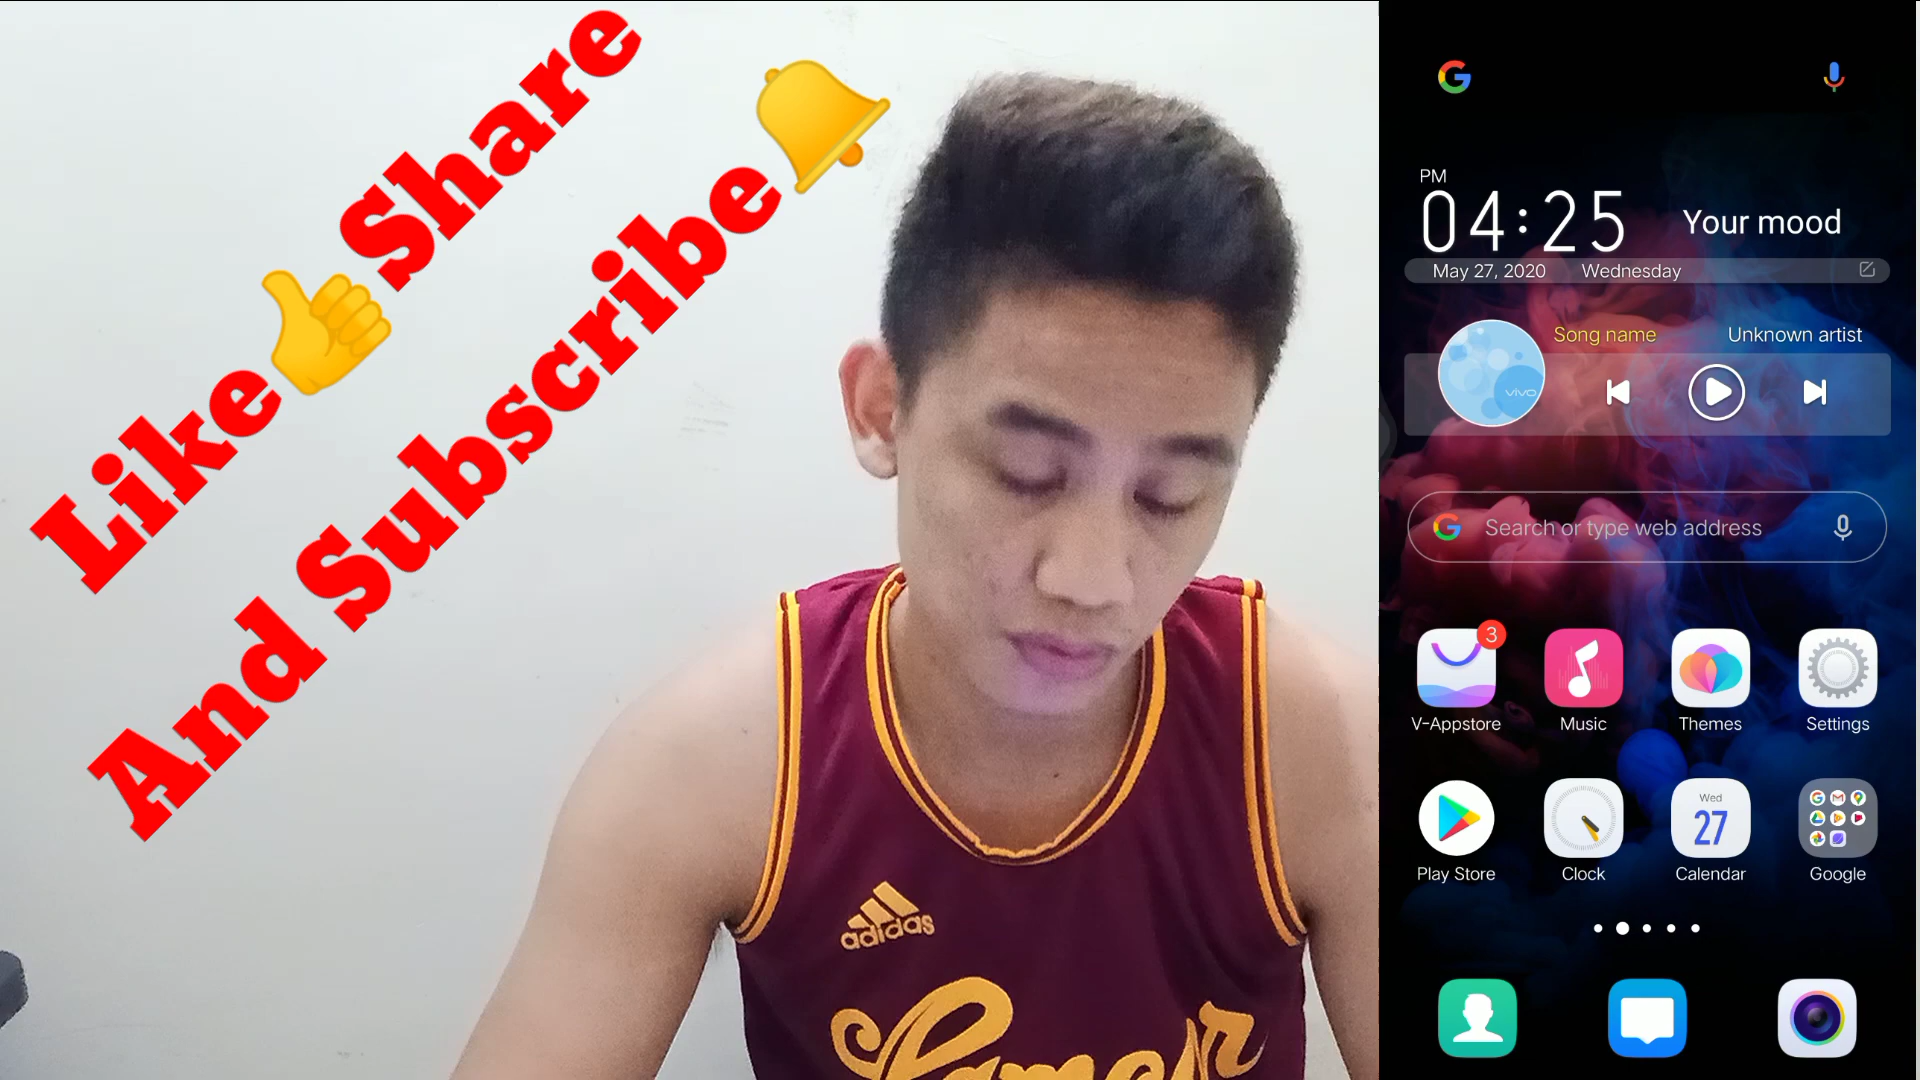 Like👍Share
And Subscribe🔔
adidas
PM
04:25
Your mood
May 27, 2020 Wednesday
Song name Unknown artist
vivo
Search or type web address
3
V-Appstore Music Themes Settings
Wed
27
Play Store Clock Calendar Google